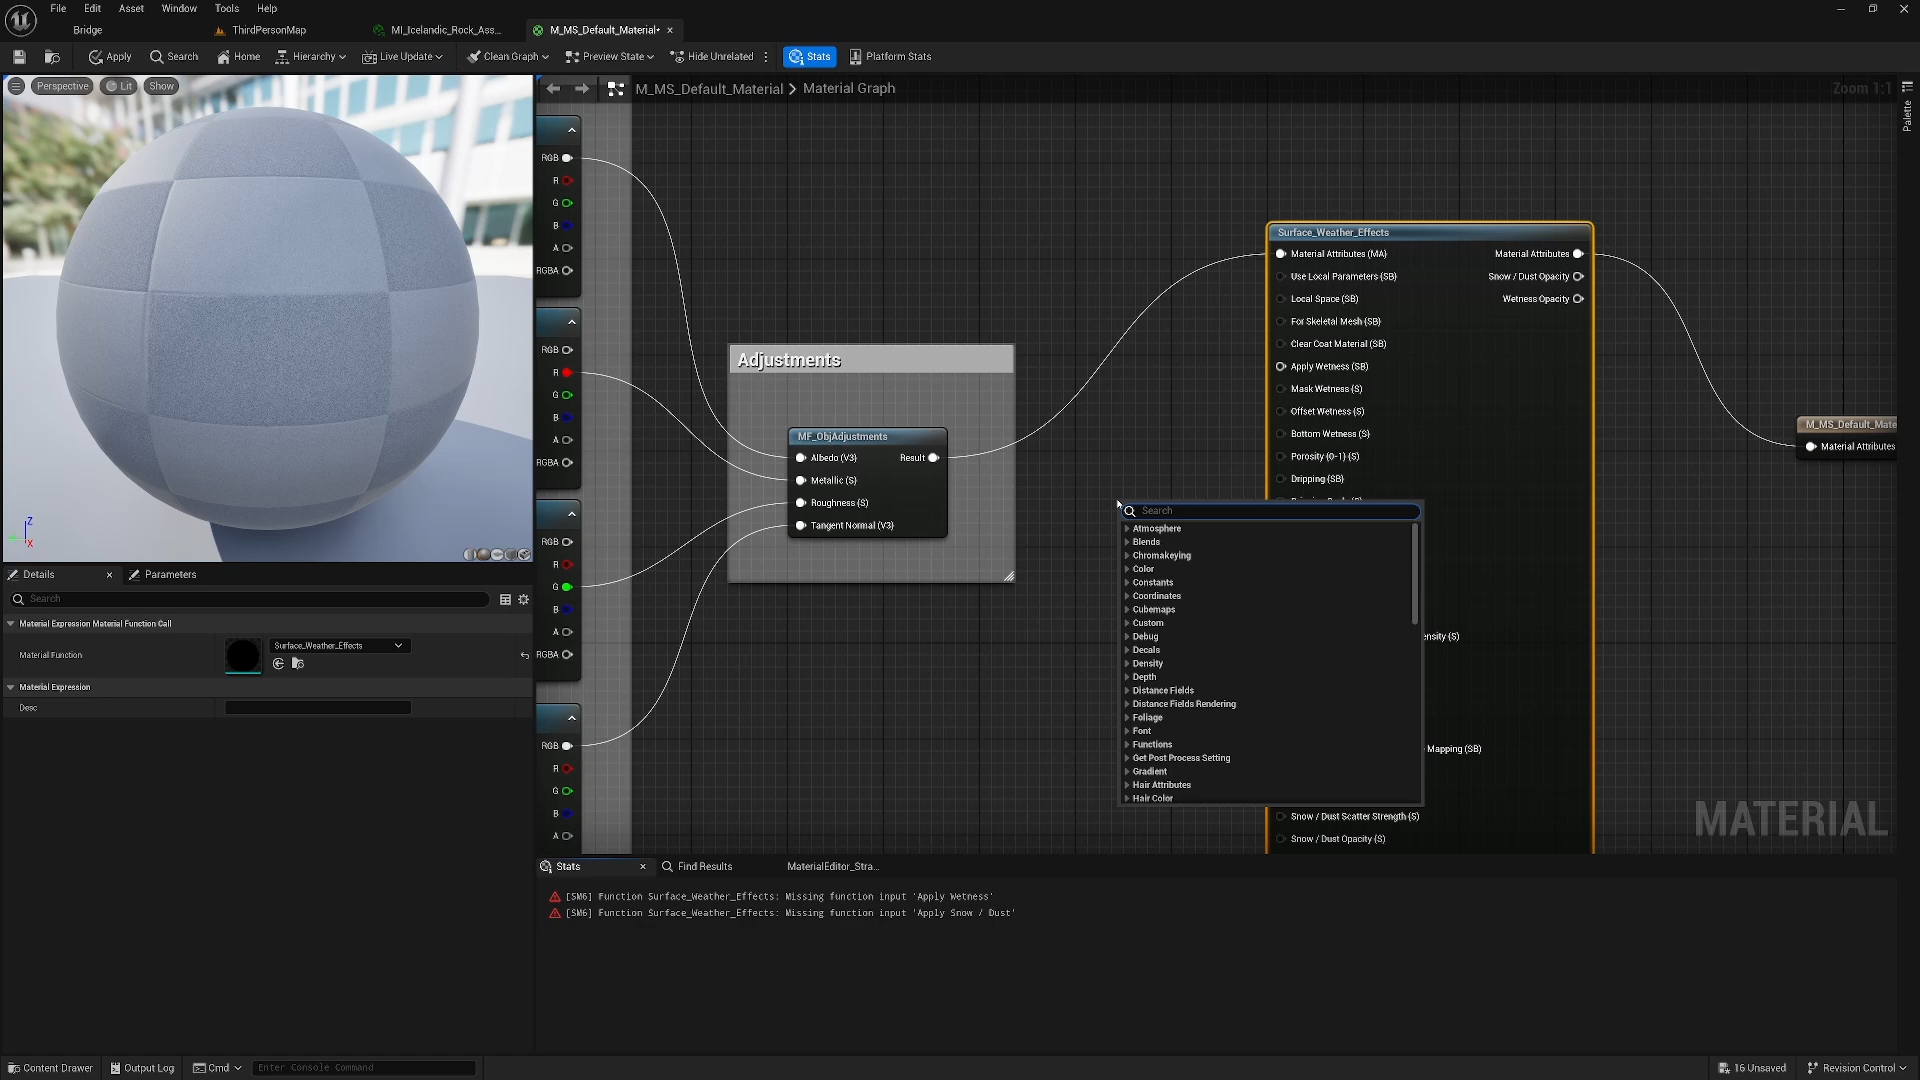 File Edit Asset Window Tools Help
Bridge ThirdPersonMap MI_Icelandic_Rock_Ass... M_MS_Default_Material•
Apply Search Home Hierarchy Live Update Clean Graph Preview State Hide Unrelated Stats Platform Stats
Perspective Lit Show
M_MS_Default_Material Material Graph
Zoom 1:1
Palette
RGB
R
G
B
A
RGBA
RGB
R
G
B
A
RGBA
RGB
R
G
B
A
RGBA
RGB
R
G
B
A
Adjustments
MF_ObjAdjustments
Albedo (V3) Result
Metallic (S)
Roughness (S)
Tangent Normal (V3)
Surface_Weather_Effects
Material Attributes (MA) Material Attributes
Use Local Parameters (SB) Snow / Dust Opacity
Local Space (SB) Wetness Opacity
For Skeletal Mesh (SB)
Clear Coat Material (SB)
Apply Wetness (SB)
Mask Wetness (S)
Offset Wetness (S)
Bottom Wetness (S)
Porosity (0-1) (S)
Dripping (SB)
ensity (S)
Mapping (SB)
Snow / Dust Scatter Strength (S)
Snow / Dust Opacity (S)
M_MS_Default_Mate
Material Attributes
Search
Atmosphere
Blends
Chromakeying
Color
Constants
Coordinates
Cubemaps
Custom
Debug
Decals
Density
Depth
Distance Fields
Distance Fields Rendering
Foliage
Font
Functions
Get Post Process Setting
Gradient
Hair Attributes
Hair Color
MATERIAL
Z
X
Details Parameters
Search
Material Expression Material Function Call
Material Function Surface_Weather_Effects
Material Expression
Desc
Stats Find Results MaterialEditor_Stra...
[SM6] Function Surface_Weather_Effects: Missing function input 'Apply Wetness'
[SM6] Function Surface_Weather_Effects: Missing function input 'Apply Snow / Dust'
Content Drawer Output Log Cmd Enter Console Command 16 Unsaved Revision Control